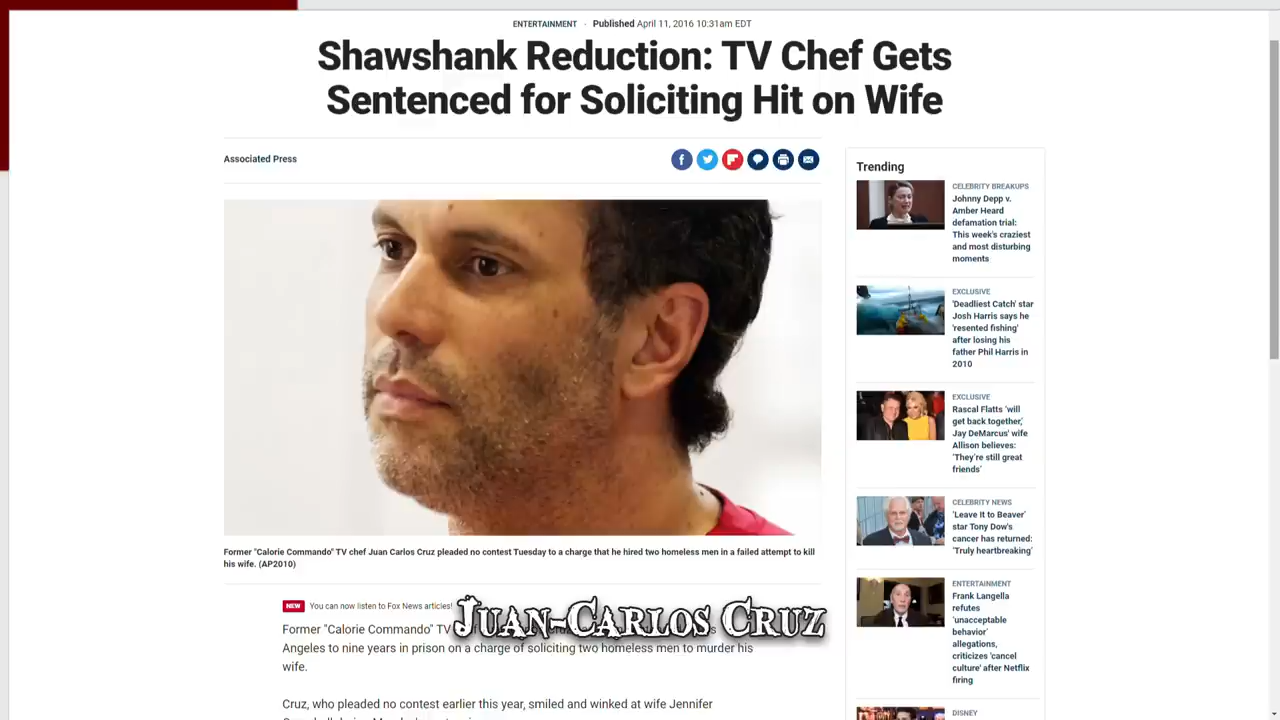 ENTERTAINMENT · Published April 11, 2016 10:31am EDT
Shawshank Reduction: TV Chef Gets
Sentenced for Soliciting Hit on Wife
Associated Press
Former "Calorie Commando" TV chef Juan Carlos Cruz pleaded no contest Tuesday to a charge that he hired two homeless men in a failed attempt to kill
his wife. (AP2010)
NEW You can now listen to Fox News articles!
Juan-Carlos Cruz
Former "Calorie Commando" TV
Angeles to nine years in prison on a charge of soliciting two homeless men to murder his
wife.
Cruz, who pleaded no contest earlier this year, smiled and winked at wife Jennifer
Trending
CELEBRITY BREAKUPS
Johnny Depp v.
Amber Heard
defamation trial:
This week's craziest
and most disturbing
moments
EXCLUSIVE
'Deadliest Catch' star
Josh Harris says he
'resented fishing'
after losing his
father Phil Harris in
2010
EXCLUSIVE
Rascal Flatts 'will
get back together,'
Jay DeMarcus' wife
Allison believes:
'They're still great
friends'
CELEBRITY NEWS
'Leave It to Beaver'
star Tony Dow's
cancer has returned:
'Truly heartbreaking'
ENTERTAINMENT
Frank Langella
refutes
'unacceptable
behavior'
allegations,
criticizes 'cancel
culture' after Netflix
firing
DISNEY